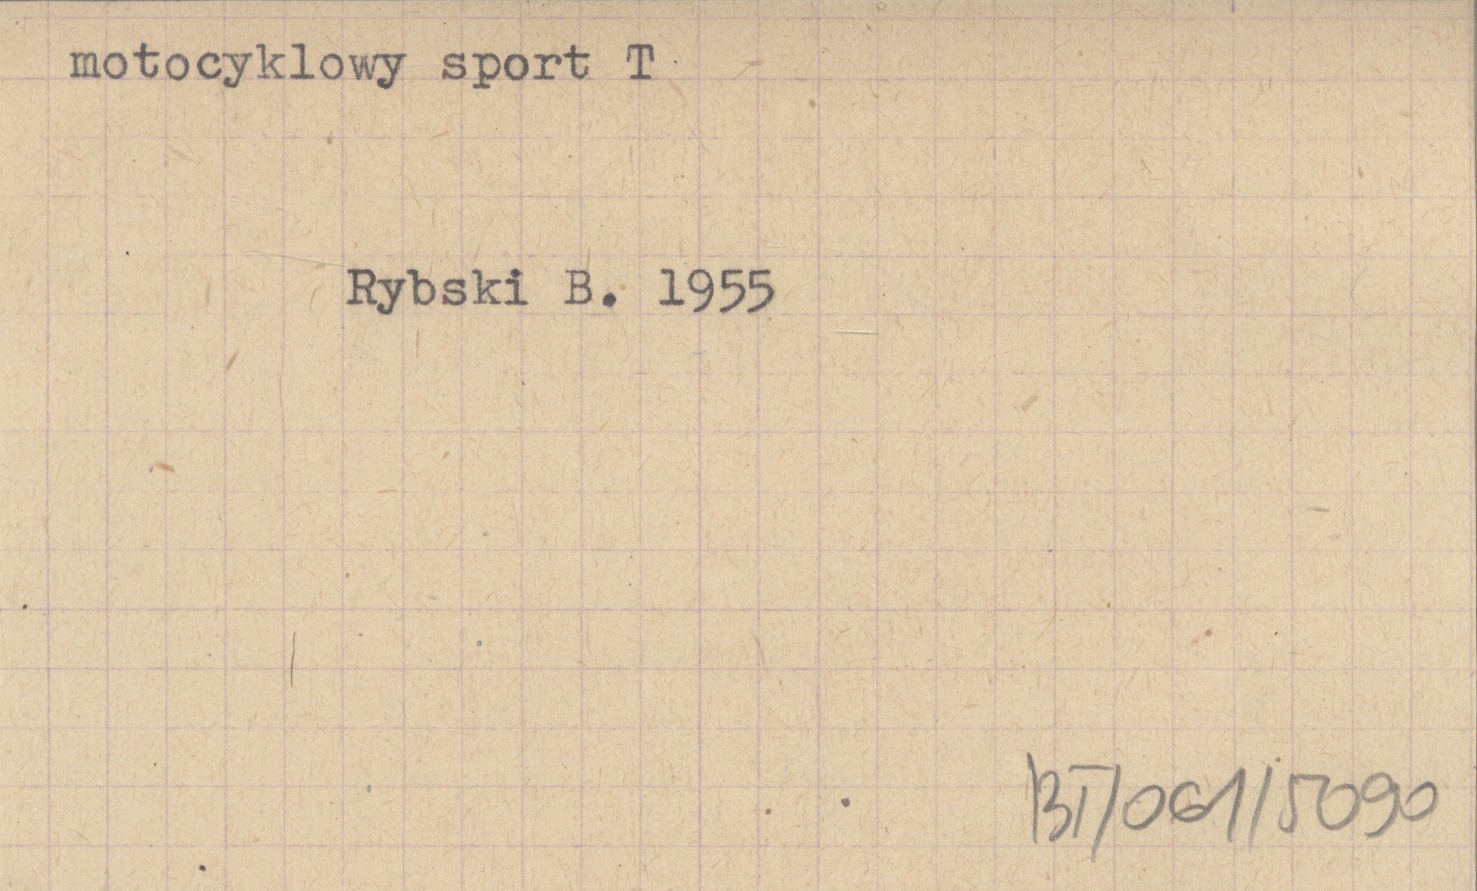 motocyklowy sport T
Rybski B. 1955
BT/061/5090